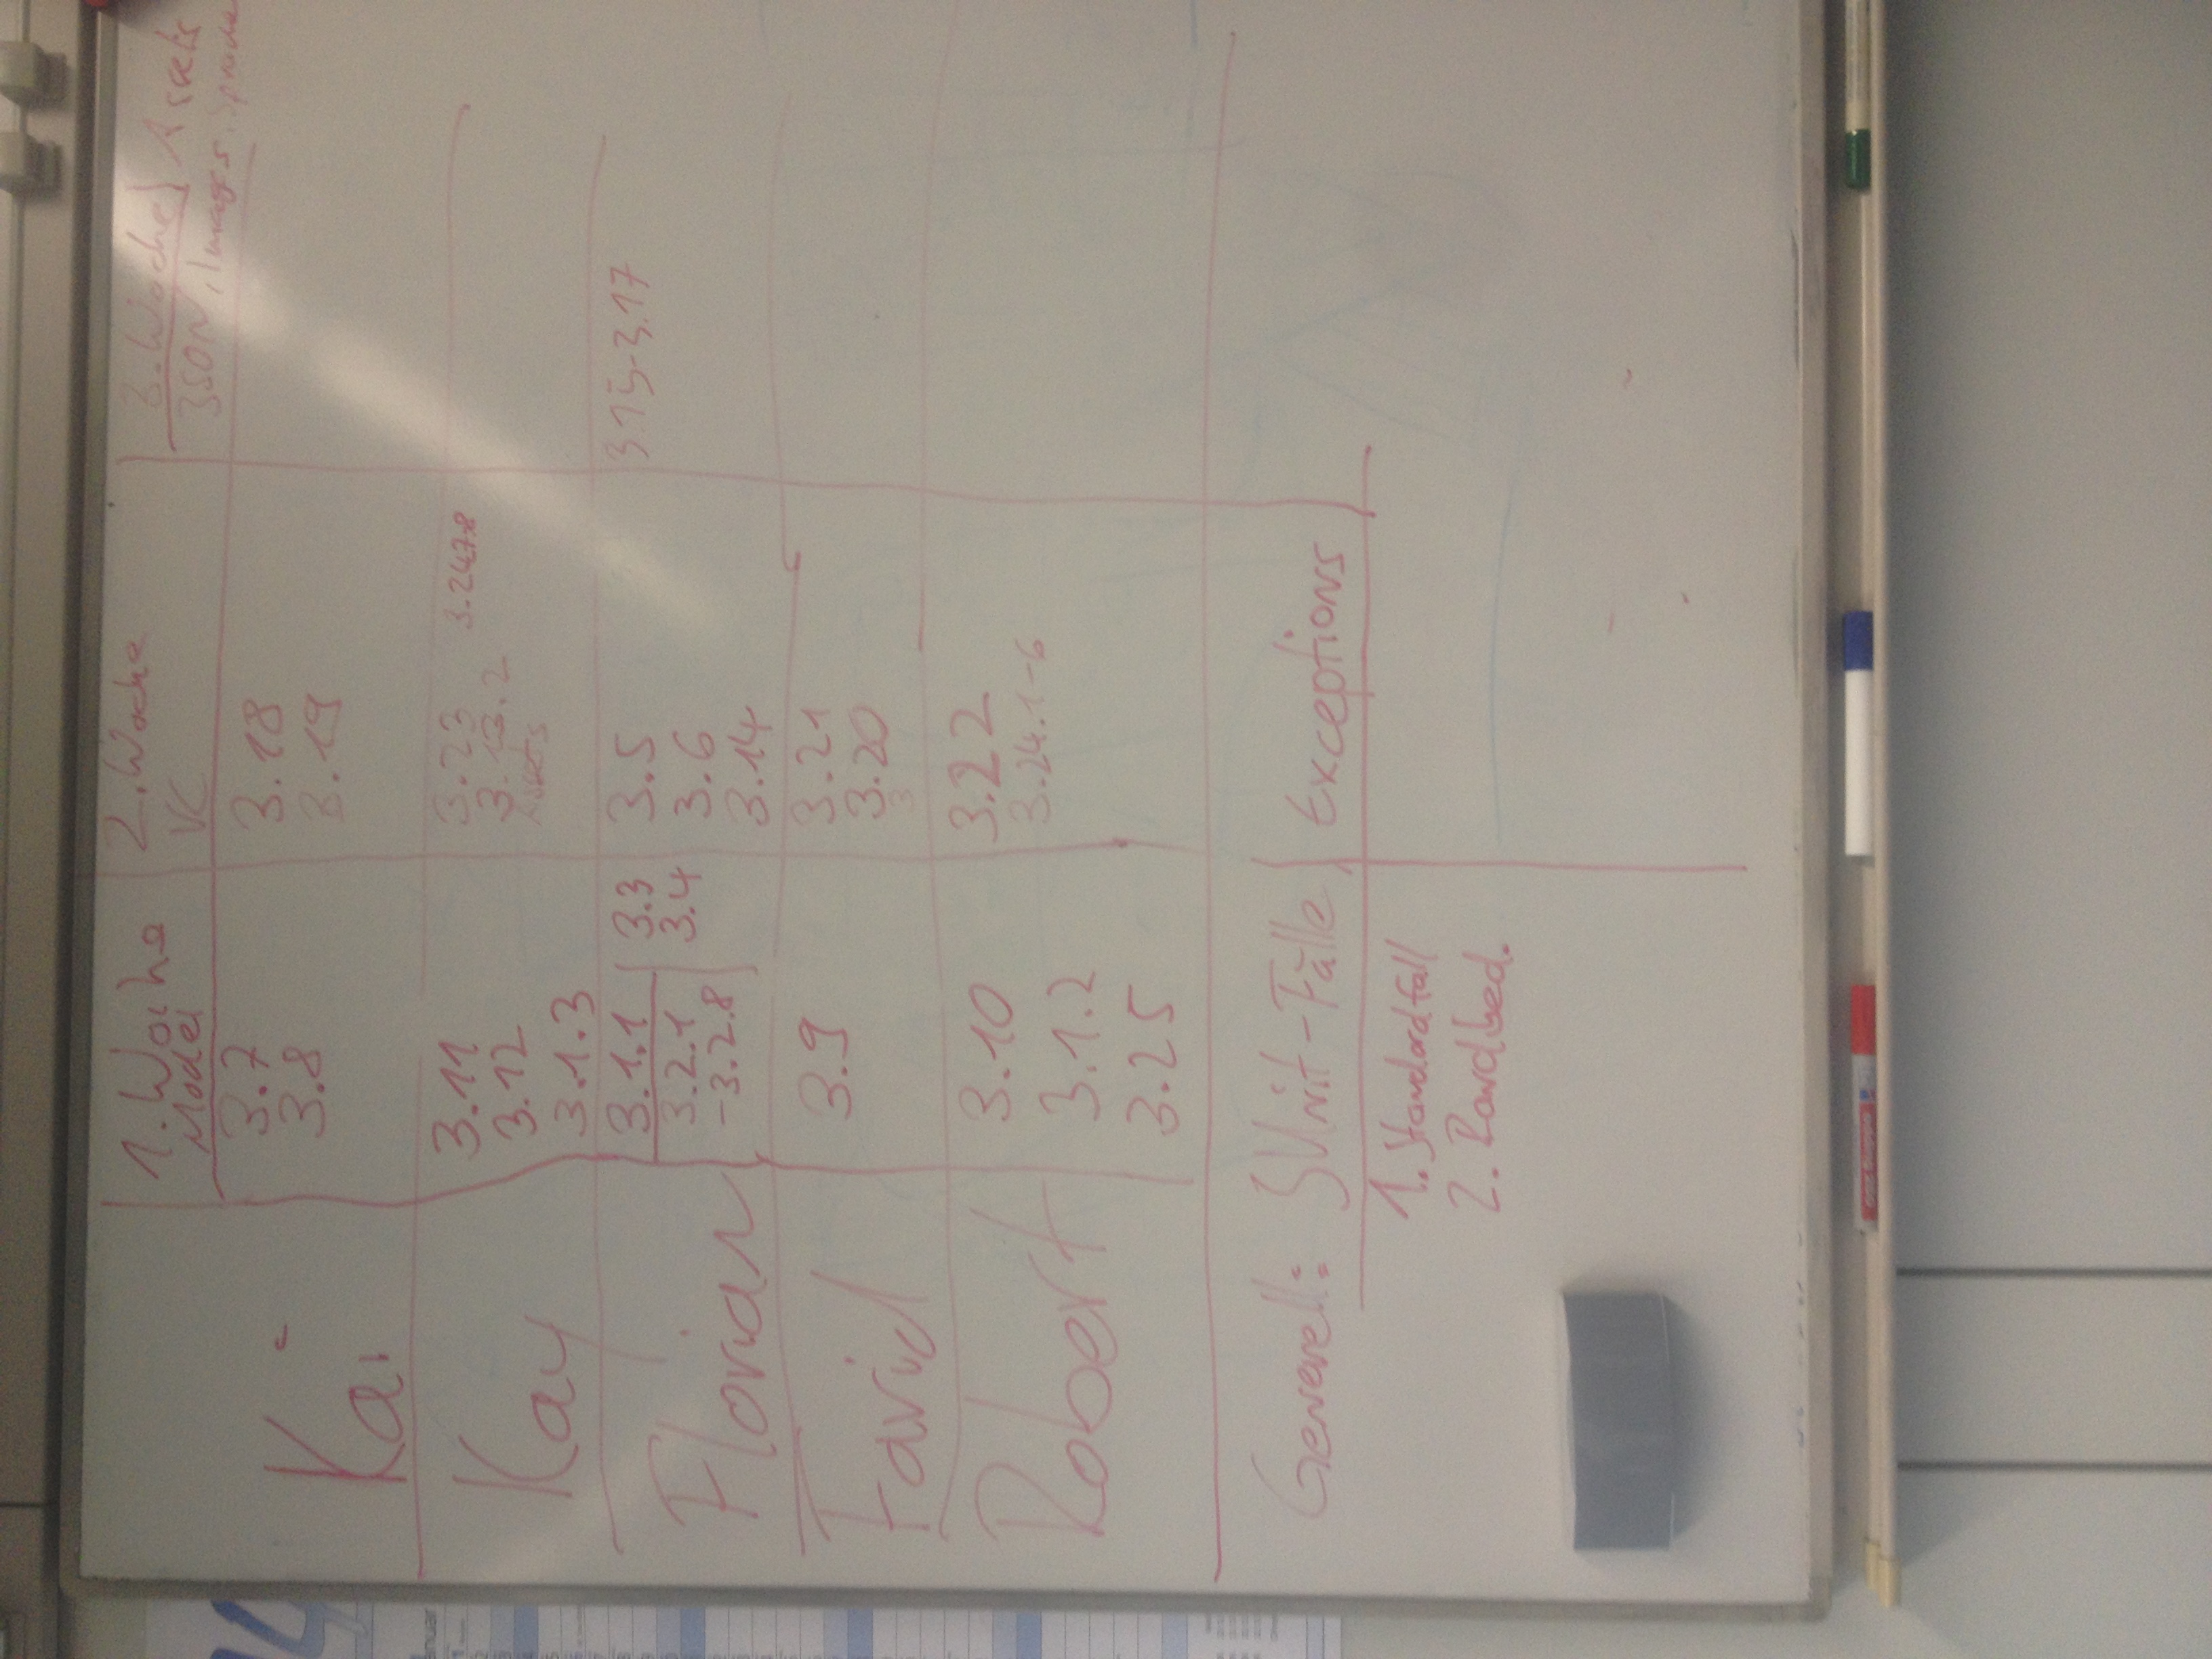 1. Woche
Model
2. Woche
VC
3. Woche Assets
JSON, Images, Sprache
Kai
3.7
3.8
3.18
3.19
Kay
3.11
3.12
3.1.3
3.23
3.13.2
Assets
3.24.7-8
Florian
3.1.1
3.2.1
-3.2.8
3.3
3.4
3.5
3.6
3.14
3.15-3.17
Farid
3.9
3.21
3.20
3
Robert
3.10
3.1.2
3.25
3.22
3.24.1-6
Generell: JUnit-Fälle Exceptions
1. Standardfall
2. Randbed.